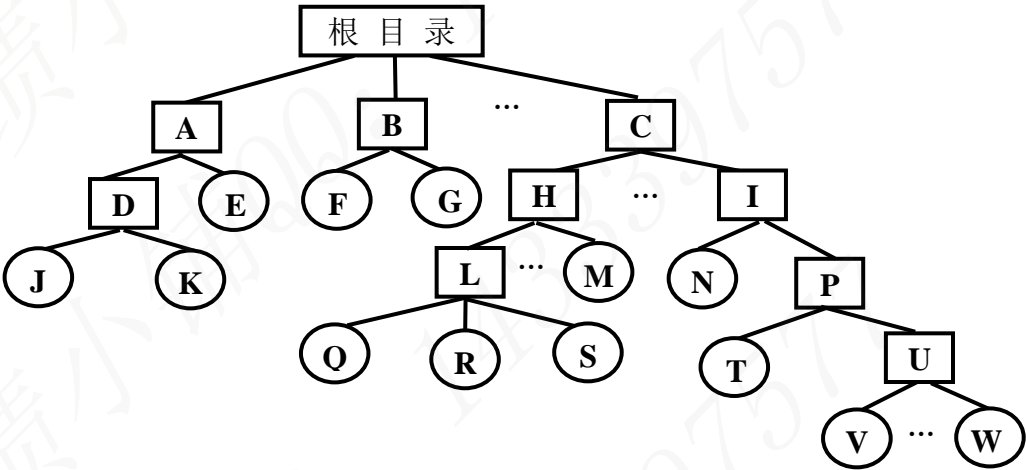 根 目 录
A B … C
D E F G H … I
J K L … M N P
Q R S T U
V … W